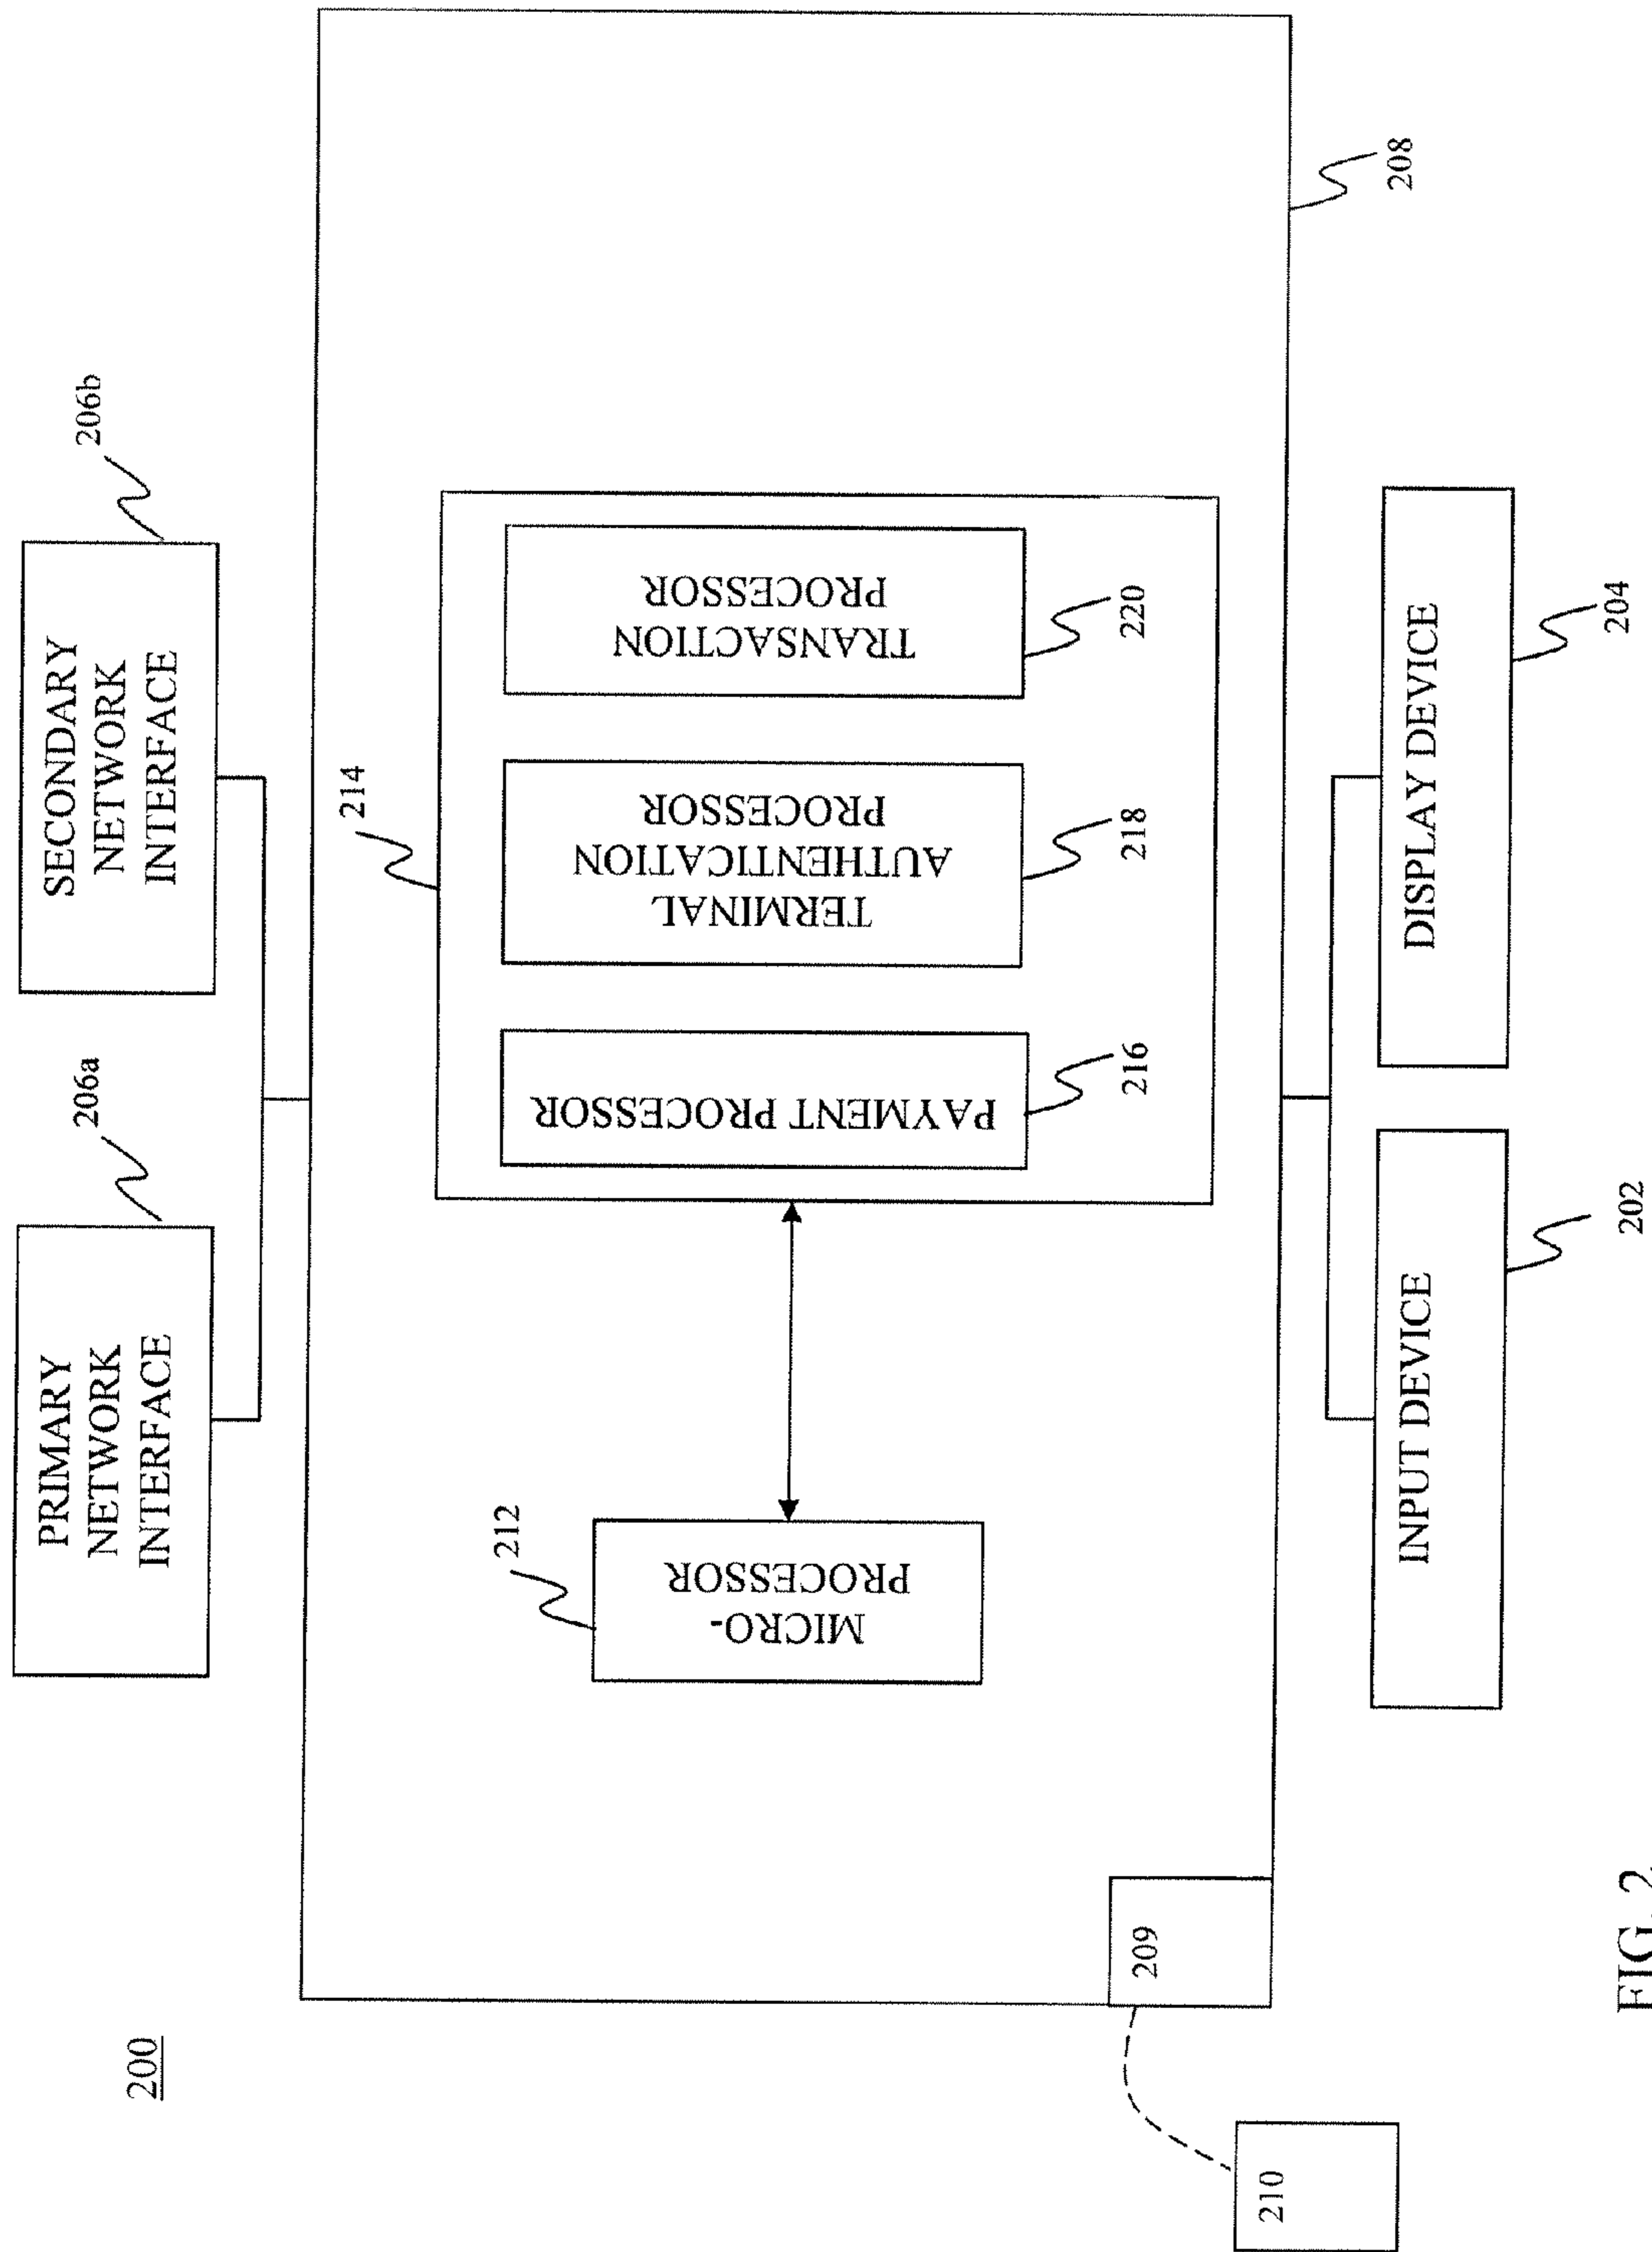 200
PRIMARY
NETWORK
INTERFACE
206a
SECONDARY
NETWORK
INTERFACE
206b
212
MICRO-
PROCESSOR
214
PAYMENT PROCESSOR
216
TERMINAL
AUTHENTICATION
PROCESSOR
218
TRANSACTION
PROCESSOR
220
208
209
210
INPUT DEVICE
202
DISPLAY DEVICE
204
FIG. 2